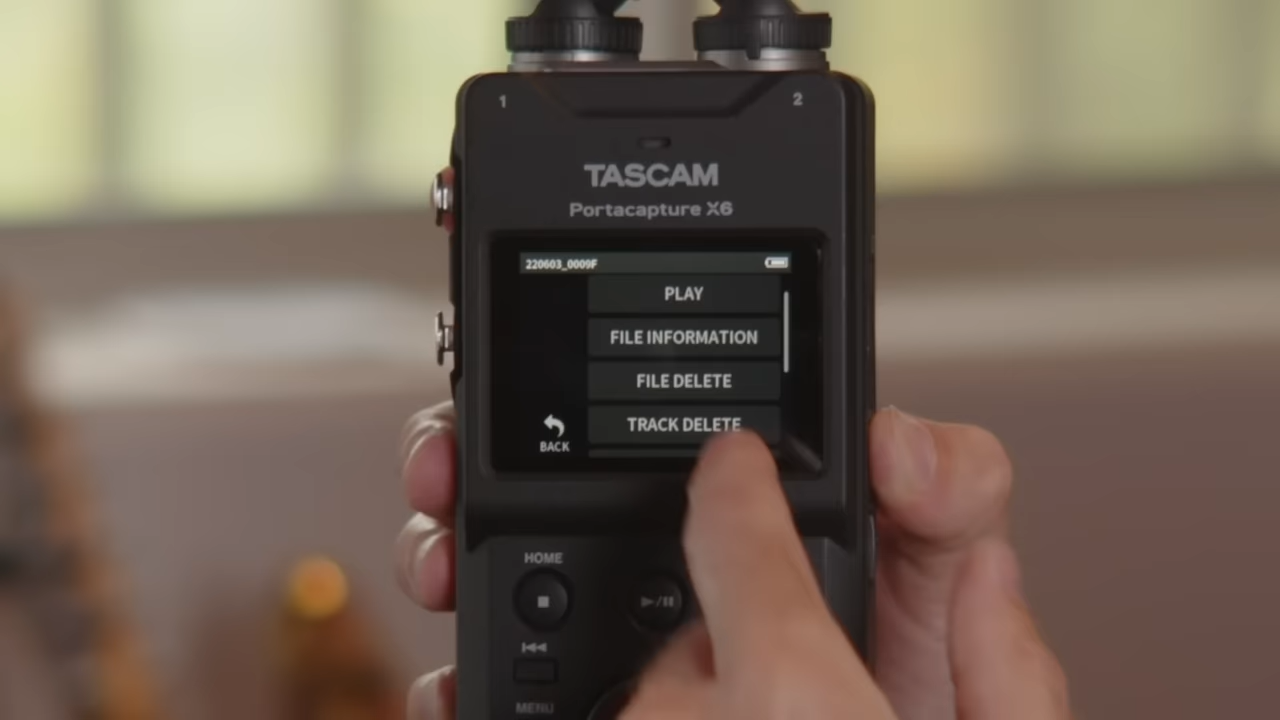 1
2
TASCAM
Portacapture X6
220603_0009F
PLAY
FILE INFORMATION
FILE DELETE
TRACK DELETE
BACK
HOME
MENU